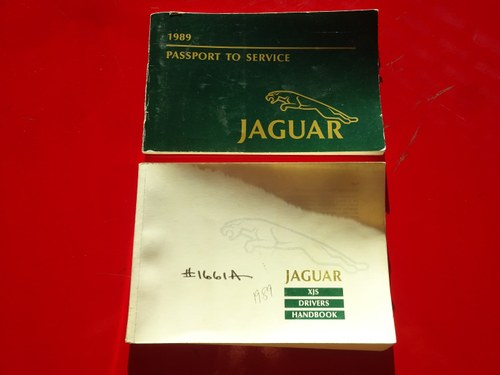 1989
PASSPORT TO SERVICE
JAGUAR
#1661A
1989
JAGUAR
XJS
DRIVERS
HANDBOOK